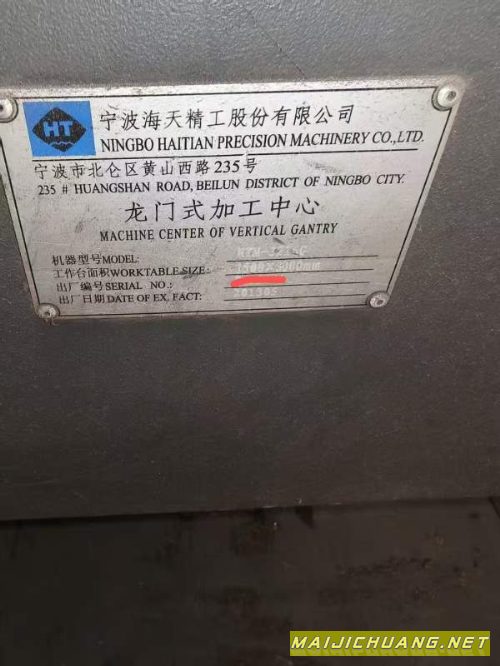 HT
宁波海天精工股份有限公司
NINGBO HAITIAN PRECISION MACHINERY CO.,LTD.
宁波市北仑区黄山西路235号
235 # HUANGSHAN ROAD, BEILUN DISTRICT OF NINGBO CITY.
龙门式加工中心
MACHINE CENTER OF VERTICAL GANTRY
机器型号MODEL:
工作台面积WORKTABLE SIZE:
出厂编号SERIAL NO.:
出厂日期DATE OF EX. FACT:
MAIJICHUANG.NET